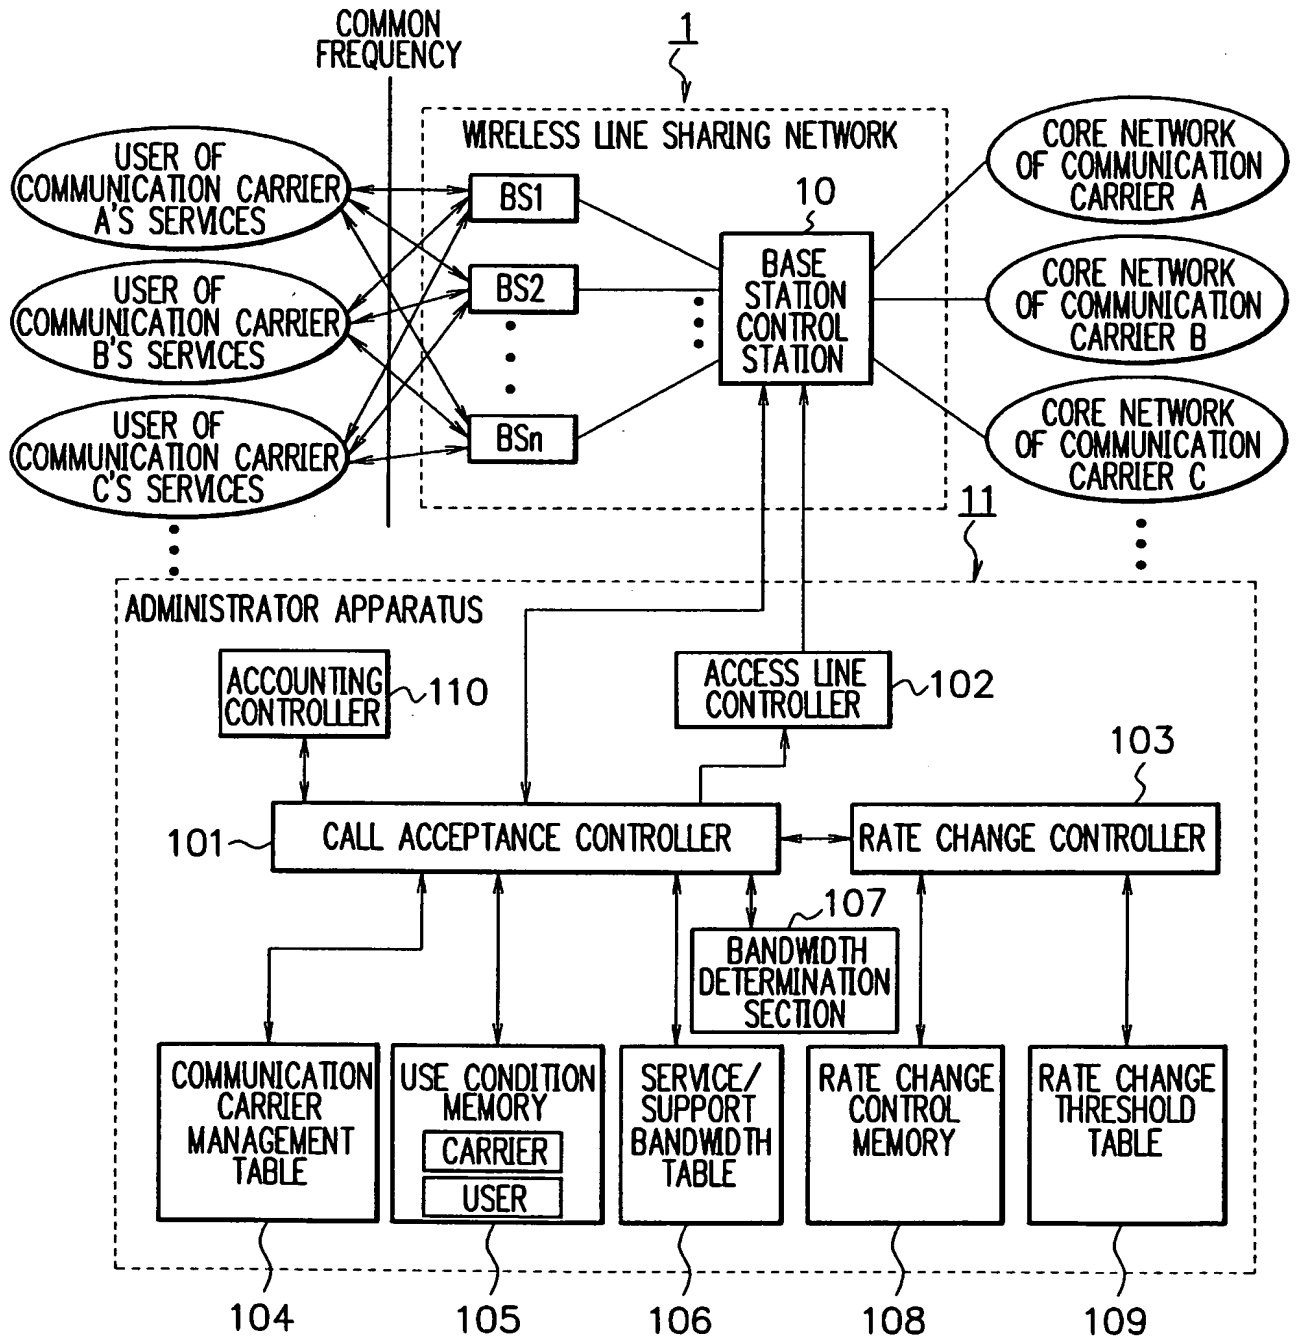 COMMON
FREQUENCY
1
WIRELESS LINE SHARING NETWORK
USER OF
COMMUNICATION CARRIER
A'S SERVICES
USER OF
COMMUNICATION CARRIER
B'S SERVICES
USER OF
COMMUNICATION CARRIER
C'S SERVICES
BS1
BS2
BSn
10
BASE
STATION
CONTROL
STATION
CORE NETWORK
OF COMMUNICATION
CARRIER A
CORE NETWORK
OF COMMUNICATION
CARRIER B
CORE NETWORK
OF COMMUNICATION
CARRIER C
11
ADMINISTRATOR APPARATUS
ACCOUNTING
CONTROLLER
110
ACCESS LINE
CONTROLLER
102
103
101
CALL ACCEPTANCE CONTROLLER
RATE CHANGE CONTROLLER
107
BANDWIDTH
DETERMINATION
SECTION
COMMUNICATION
CARRIER
MANAGEMENT
TABLE
USE CONDITION
MEMORY
CARRIER
USER
SERVICE/
SUPPORT
BANDWIDTH
TABLE
RATE CHANGE
CONTROL
MEMORY
RATE CHANGE
THRESHOLD
TABLE
104
105
106
108
109